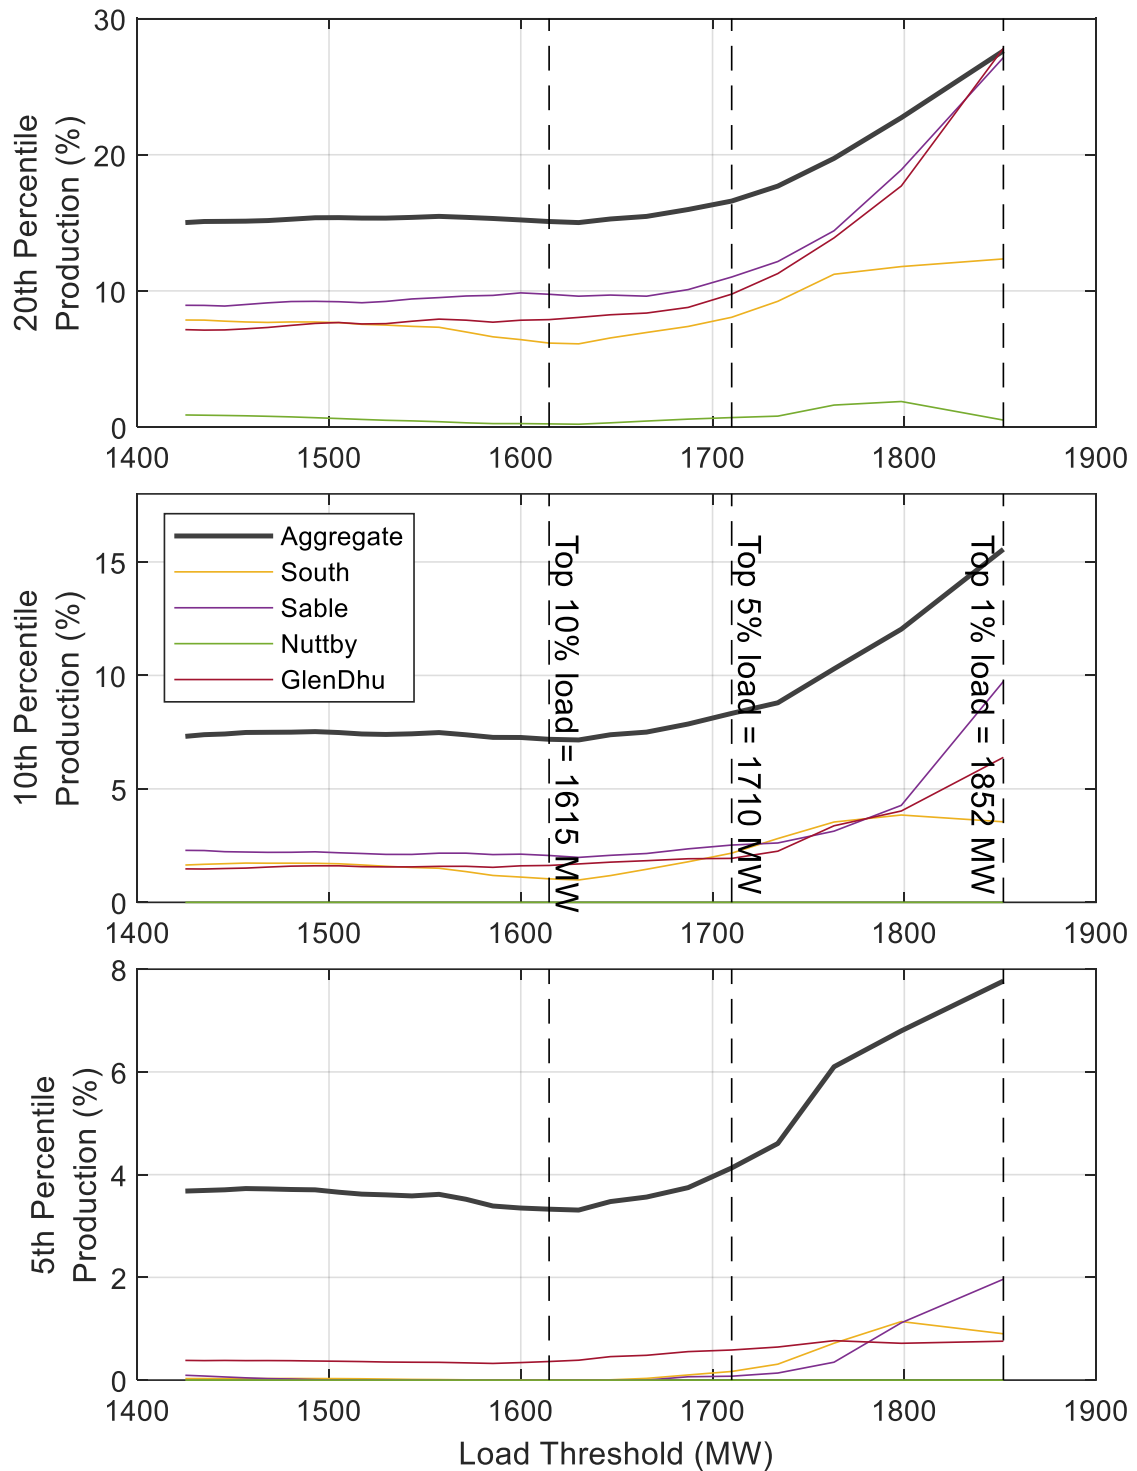 30
20
10
0
20th Percentile
Production (%)
1400 1500 1600 1700 1800 1900
15
10
5
0
10th Percentile
Production (%)
Aggregate
South
Sable
Nuttby
GlenDhu
Top 10% load = 1615 MW
Top 5% load = 1710 MW
Top 1% load = 1852 MW
1400 1500 1600 1700 1800 1900
8
6
4
2
0
5th Percentile
Production (%)
1400 1500 1600 1700 1800 1900
Load Threshold (MW)